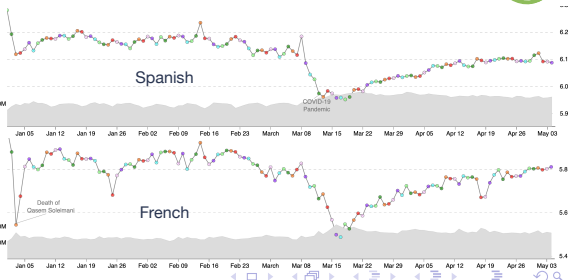 6.2
6.1
Spanish
6.0
COVID-19
Pandemic
5.9
Jan 05 Jan 12 Jan 19 Jan 26 Feb 02 Feb 09 Feb 16 Feb 23 March Mar 08 Mar 15 Mar 22 Mar 29 April Apr 12 Apr 19 Apr 26 May 03
5.8
Death of
Qasem Soleimani
French
5.6
5.4
Jan 05 Jan 12 Jan 19 Jan 26 Feb 02 Feb 09 Feb 16 Feb 23 March Mar 08 Mar 15 Mar 22 Mar 29 April Apr 12 Apr 19 Apr 26 May 03